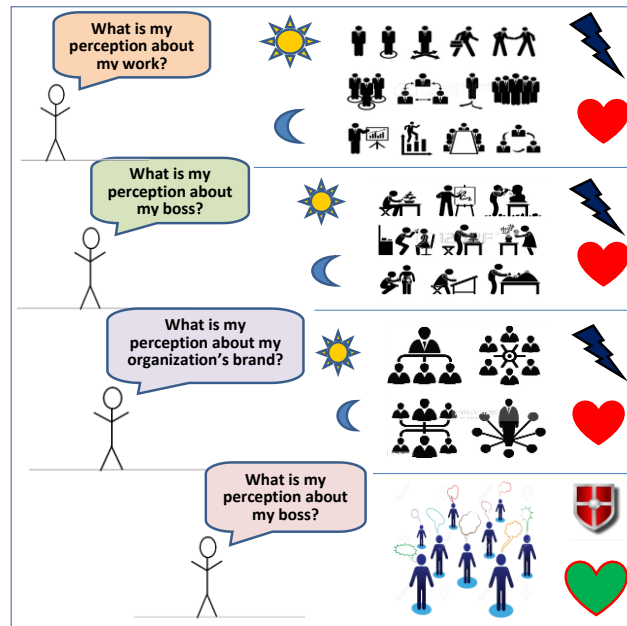 What is my
perception about
my work?
What is my
perception about
my boss?
What is my
perception about my
organization's brand?
What is my
perception about
my boss?